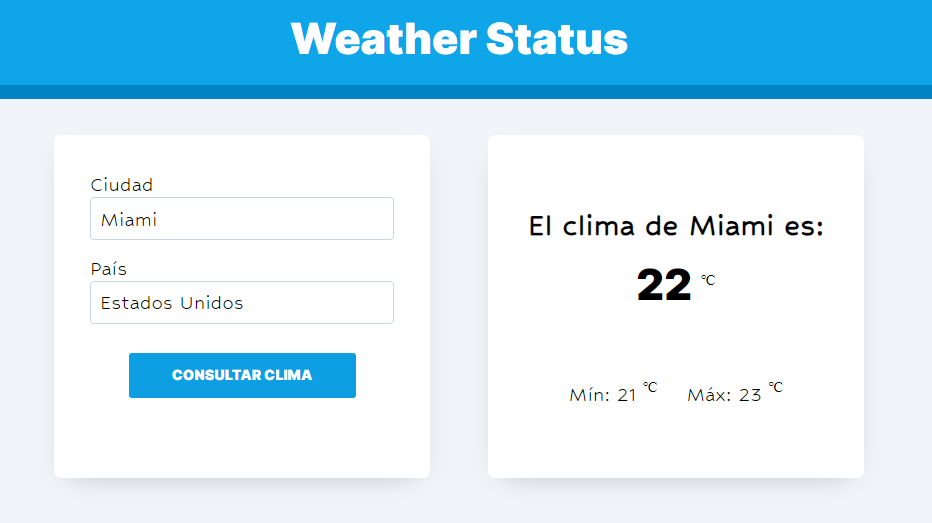 Weather Status
Ciudad
Miami
País
Estados Unidos
CONSULTAR CLIMA
El clima de Miami es:
22 °C
Mín: 21 °C Máx: 23 °C